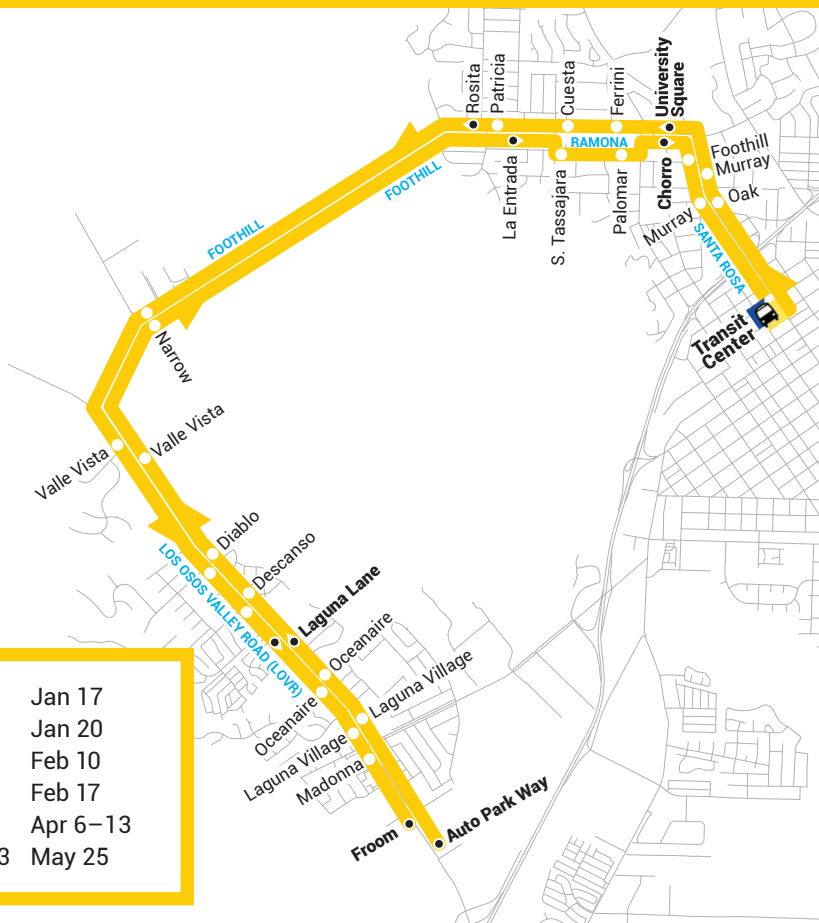 Rosita
Patricia
Cuesta
Ferrini
University
Square
RAMONA
Foothill
Murray
Oak
Murray
Chorro
Palomar
S. Tassajara
La Entrada
SANTA ROSA
Transit
Center
FOOTHILL
FOOTHILL
Narrow
Valle Vista
Valle Vista
Diablo
Descanso
LOS OSOS VALLEY ROAD (LOVR)
Laguna Lane
Oceanaire
Oceanaire
Laguna Village
Laguna Village
Madonna
Froom
Auto Park Way
Jan 17
Jan 20
Feb 10
Feb 17
Apr 6–13
3 May 25